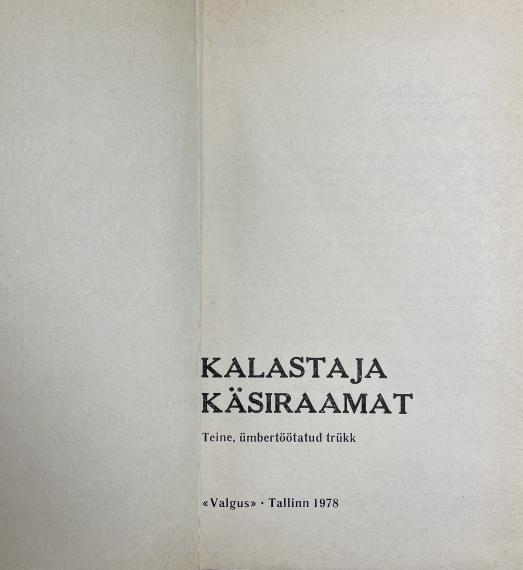 KALASTAJA
KÄSIRAAMAT
Teine, ümbertöötatud trükk
«Valgus» · Tallinn 1978